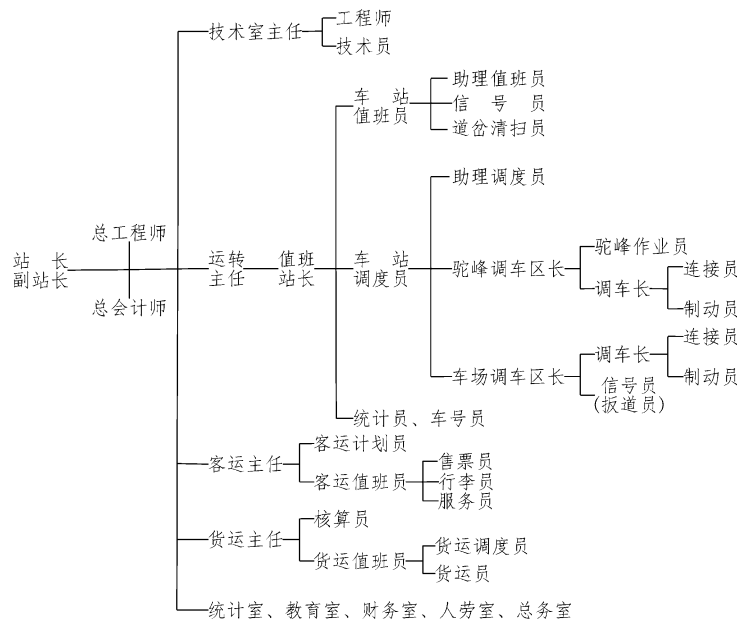 工程师
技术室主任
技术员
助理值班员
车站
值班员
信号员
道岔清扫员
助理调度员
总工程师
站长
副站长
总会计师
运转
主任
值班
站长
车站
调度员
驼峰调车区长
驼峰作业员
调车长
连接员
制动员
车场调车区长
调车长
连接员
制动员
信号员
(扳道员)
统计员、车号员
客运主任
客运计划员
客运值班员
售票员
行李员
服务员
货运主任
核算员
货运值班员
货运调度员
货运员
统计室、教育室、财务室、人劳室、总务室